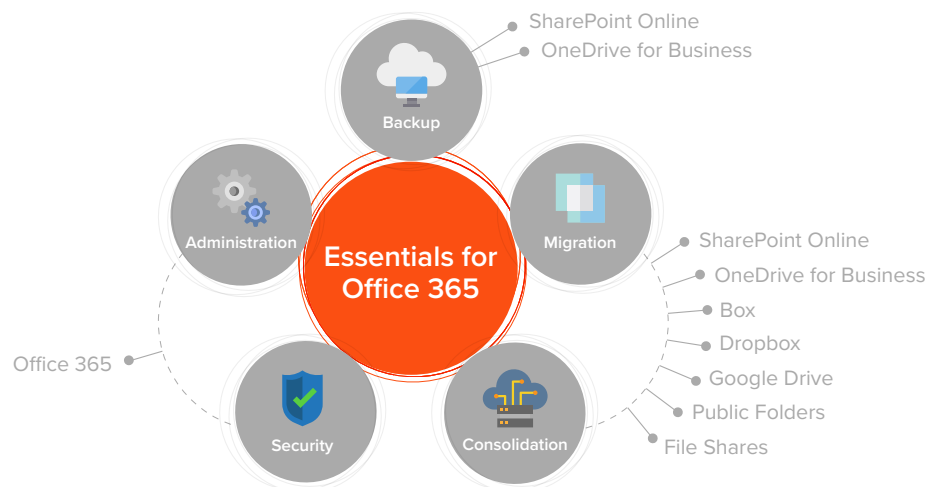 SharePoint Online
OneDrive for Business
Backup
Administration
Migration
Essentials for
Office 365
SharePoint Online
OneDrive for Business
Box
Dropbox
Google Drive
Public Folders
File Shares
Office 365
Security
Consolidation